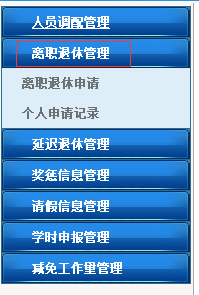 人员调配管理
离职退休管理
离职退休申请
个人申请记录
延迟退休管理
奖惩信息管理
请假信息管理
学时申报管理
减免工作量管理